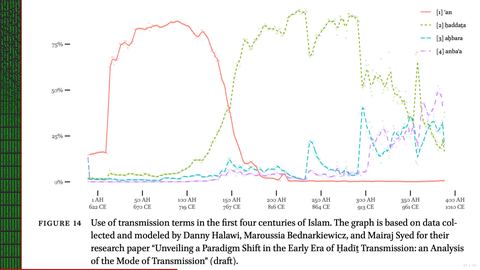 [1] ʿan
[2] ḥaddaṯa
[3] aḫbara
[4] anbaʾa
75%
50%
25%
0%
1 AH 50 AH 100 AH 150 AH 200 AH 250 AH 300 AH 350 AH 400 AH
622 CE 670 CE 719 CE 767 CE 816 CE 864 CE 913 CE 961 CE 1010 CE
FIGURE 14 Use of transmission terms in the first four centuries of Islam. The graph is based on data col-
lected and modeled by Danny Halawi, Maroussia Bednarkiewicz, and Mairaj Syed for their
research paper “Unveiling a Paradigm Shift in the Early Era of Ḥadīṯ Transmission: an Analysis
of the Mode of Transmission” (draft).